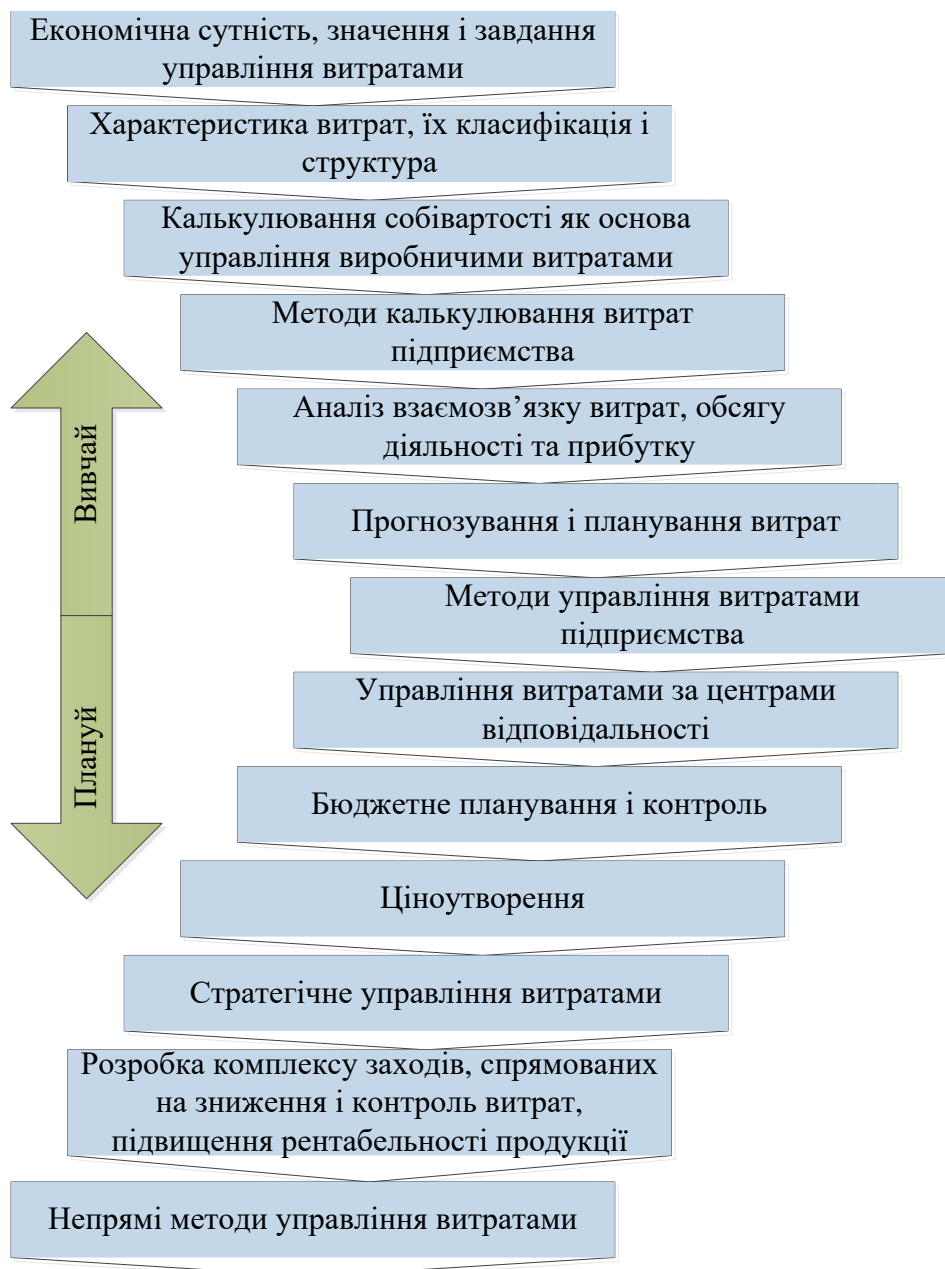 Економічна сутність, значення і завдання
управління витратами
Характеристика витрат, їх класифікація і
структура
Калькулювання собівартості як основа
управління виробничими витратами
Методи калькулювання витрат
підприємства
Аналіз взаємозв’язку витрат, обсягу
діяльності та прибутку
Прогнозування і планування витрат
Методи управління витратами
підприємства
Управління витратами за центрами
відповідальності
Бюджетне планування і контроль
Ціноутворення
Стратегічне управління витратами
Розробка комплексу заходів, спрямованих
на зниження і контроль витрат,
підвищення рентабельності продукції
Непрямі методи управління витратами
Вивчай
Плануй